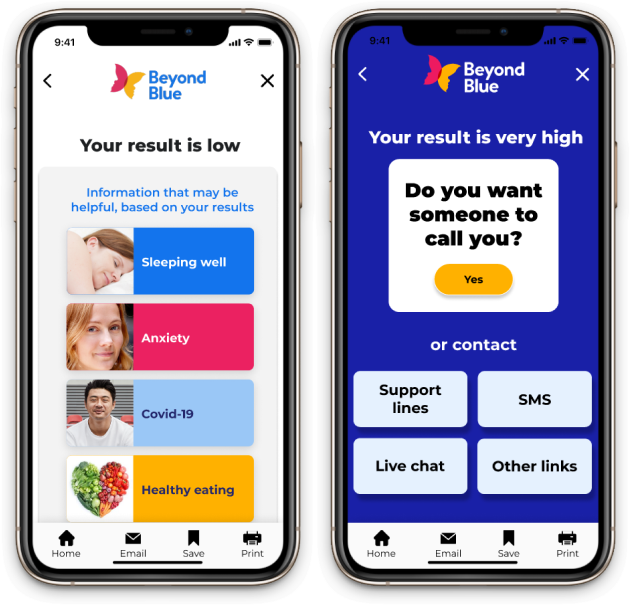 9:41
Beyond
Blue
Your result is low
Information that may be
helpful, based on your results
Sleeping well
Anxiety
Covid-19
Healthy eating
Home
Email
Save
Print
9:41
Beyond
Blue
Your result is very high
Do you want
someone to
call you?
Yes
or contact
Support
lines
SMS
Live chat
Other links
Home
Email
Save
Print